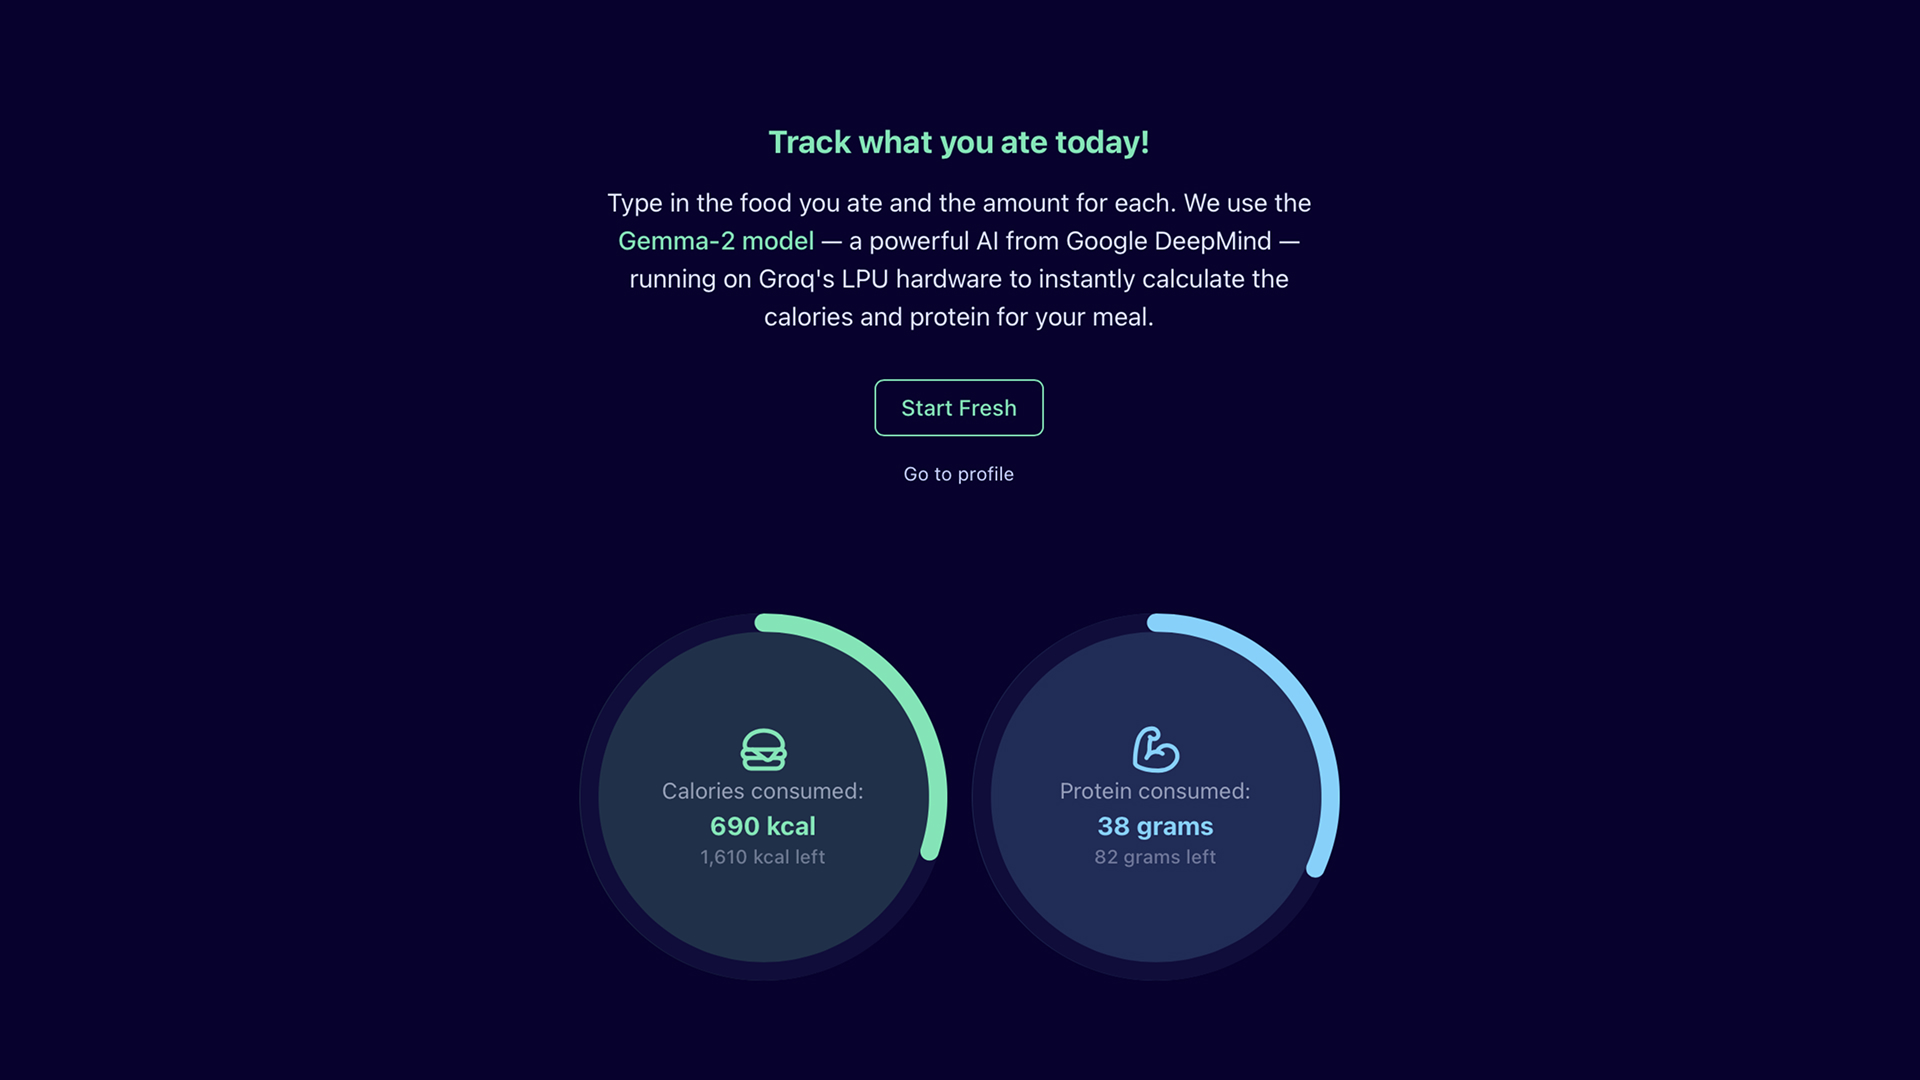 Track what you ate today!
Type in the food you ate and the amount for each. We use the
Gemma-2 model — a powerful AI from Google DeepMind —
running on Groq's LPU hardware to instantly calculate the
calories and protein for your meal.
Start Fresh
Go to profile
Calories consumed:
690 kcal
1,610 kcal left
Protein consumed:
38 grams
82 grams left